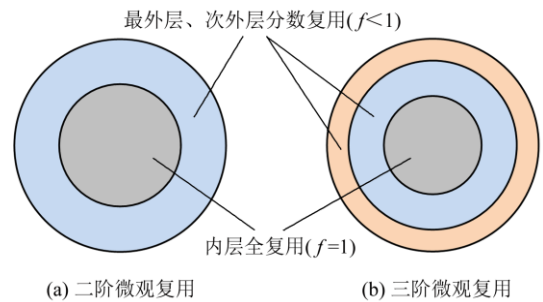 最外层、次外层分数复用(f<1)
内层全复用(f=1)
(a) 二阶微观复用
(b) 三阶微观复用